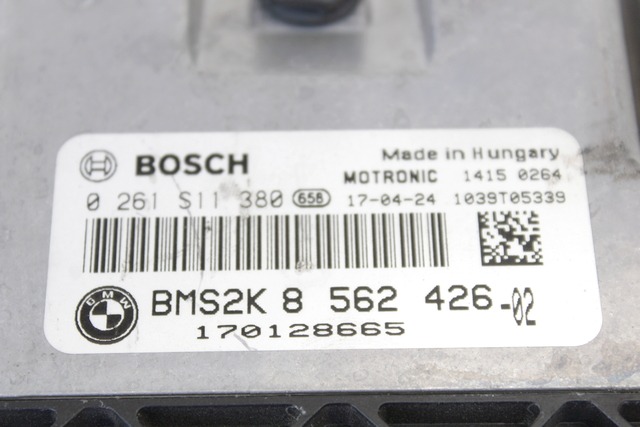 BOSCH Made in Hungary
MOTRONIC 1415 0264
0 261 S11 380 658 17-04-24 1039T05339
BMW BMS2K 8 562 426-02
170128665